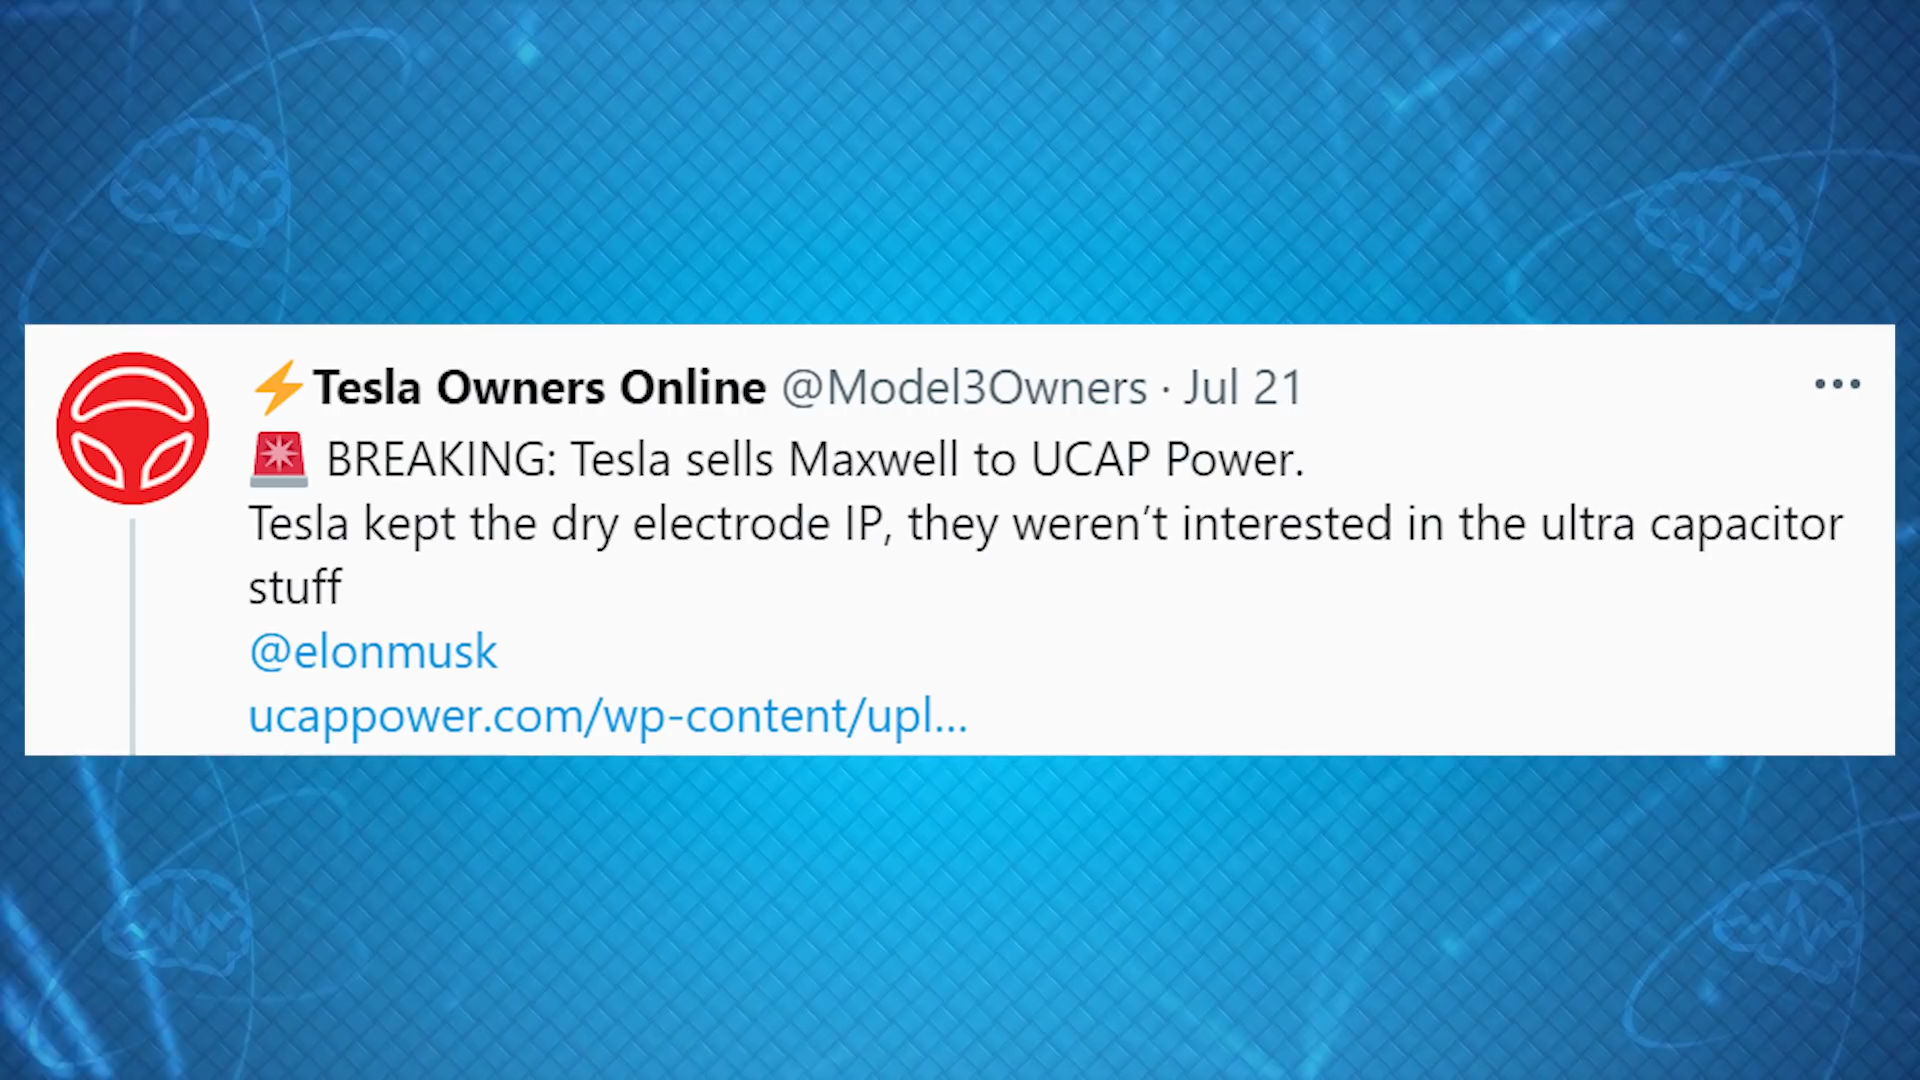 ⚡Tesla Owners Online @Model3Owners · Jul 21
🚨 BREAKING: Tesla sells Maxwell to UCAP Power.
Tesla kept the dry electrode IP, they weren’t interested in the ultra capacitor
stuff
@elonmusk
ucappower.com/wp-content/upl...